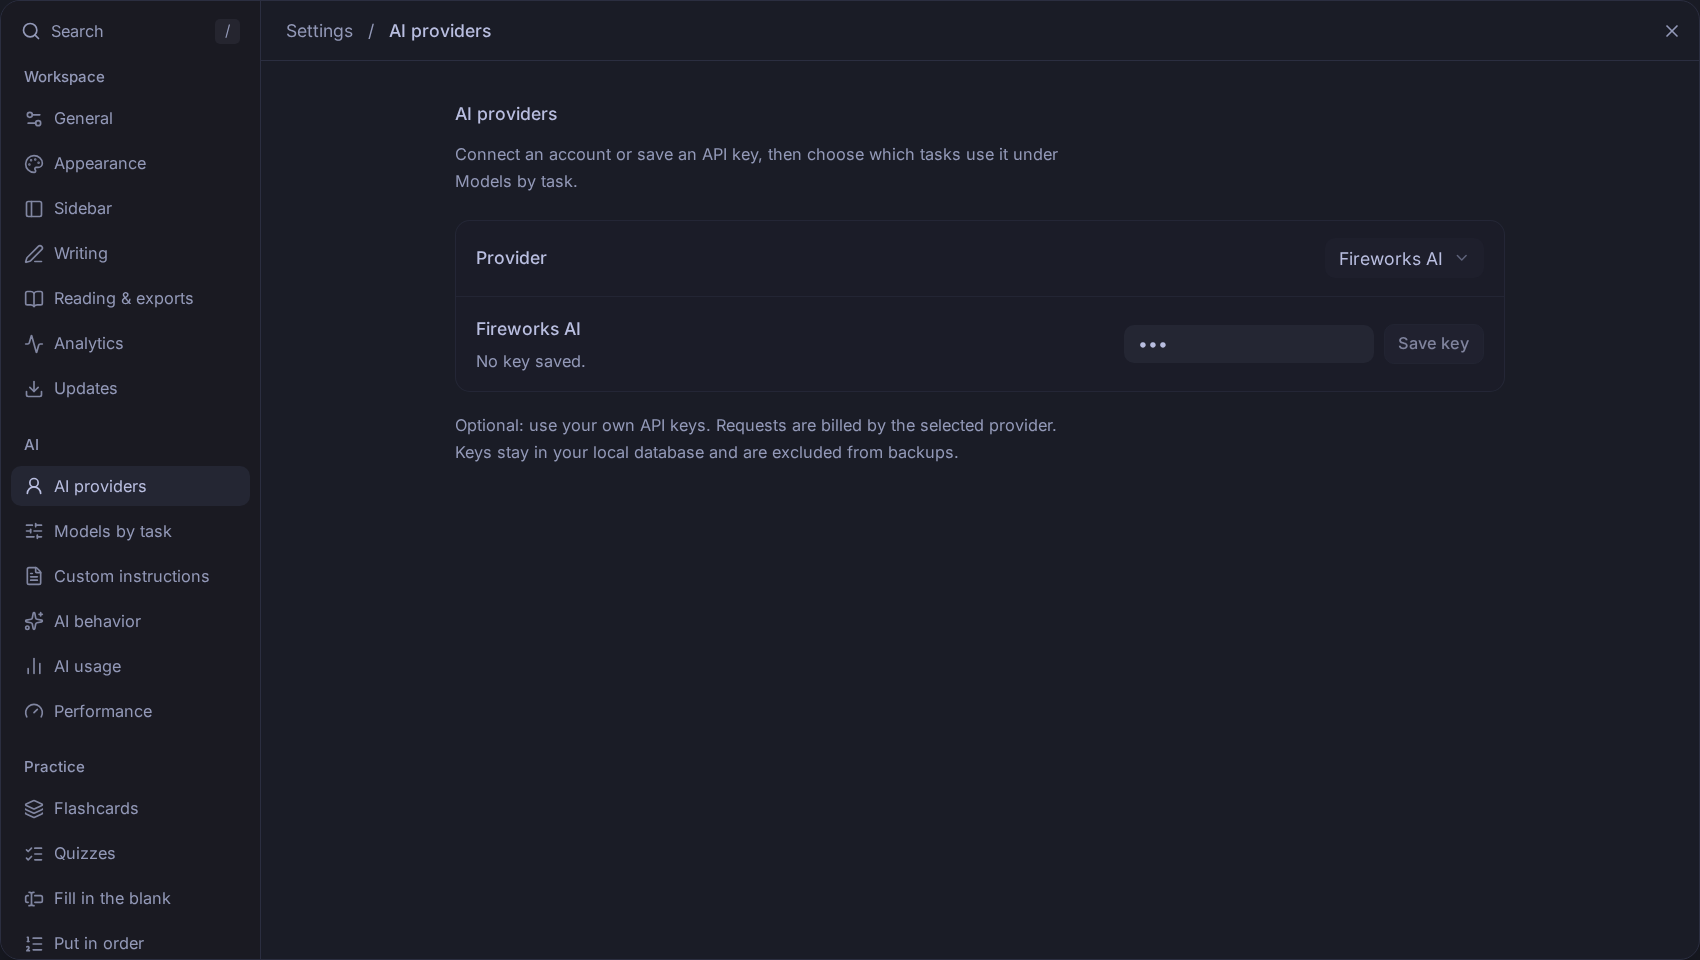 Search
/
Workspace
General
Appearance
Sidebar
Writing
Reading & exports
Analytics
Updates
AI
AI providers
Models by task
Custom instructions
AI behavior
AI usage
Performance
Practice
Flashcards
Quizzes
Fill in the blank
Put in order
Settings / AI providers
AI providers
Connect an account or save an API key, then choose which tasks use it under
Models by task.
Provider
Fireworks AI
Fireworks AI
No key saved.
•••
Save key
Optional: use your own API keys. Requests are billed by the selected provider.
Keys stay in your local database and are excluded from backups.